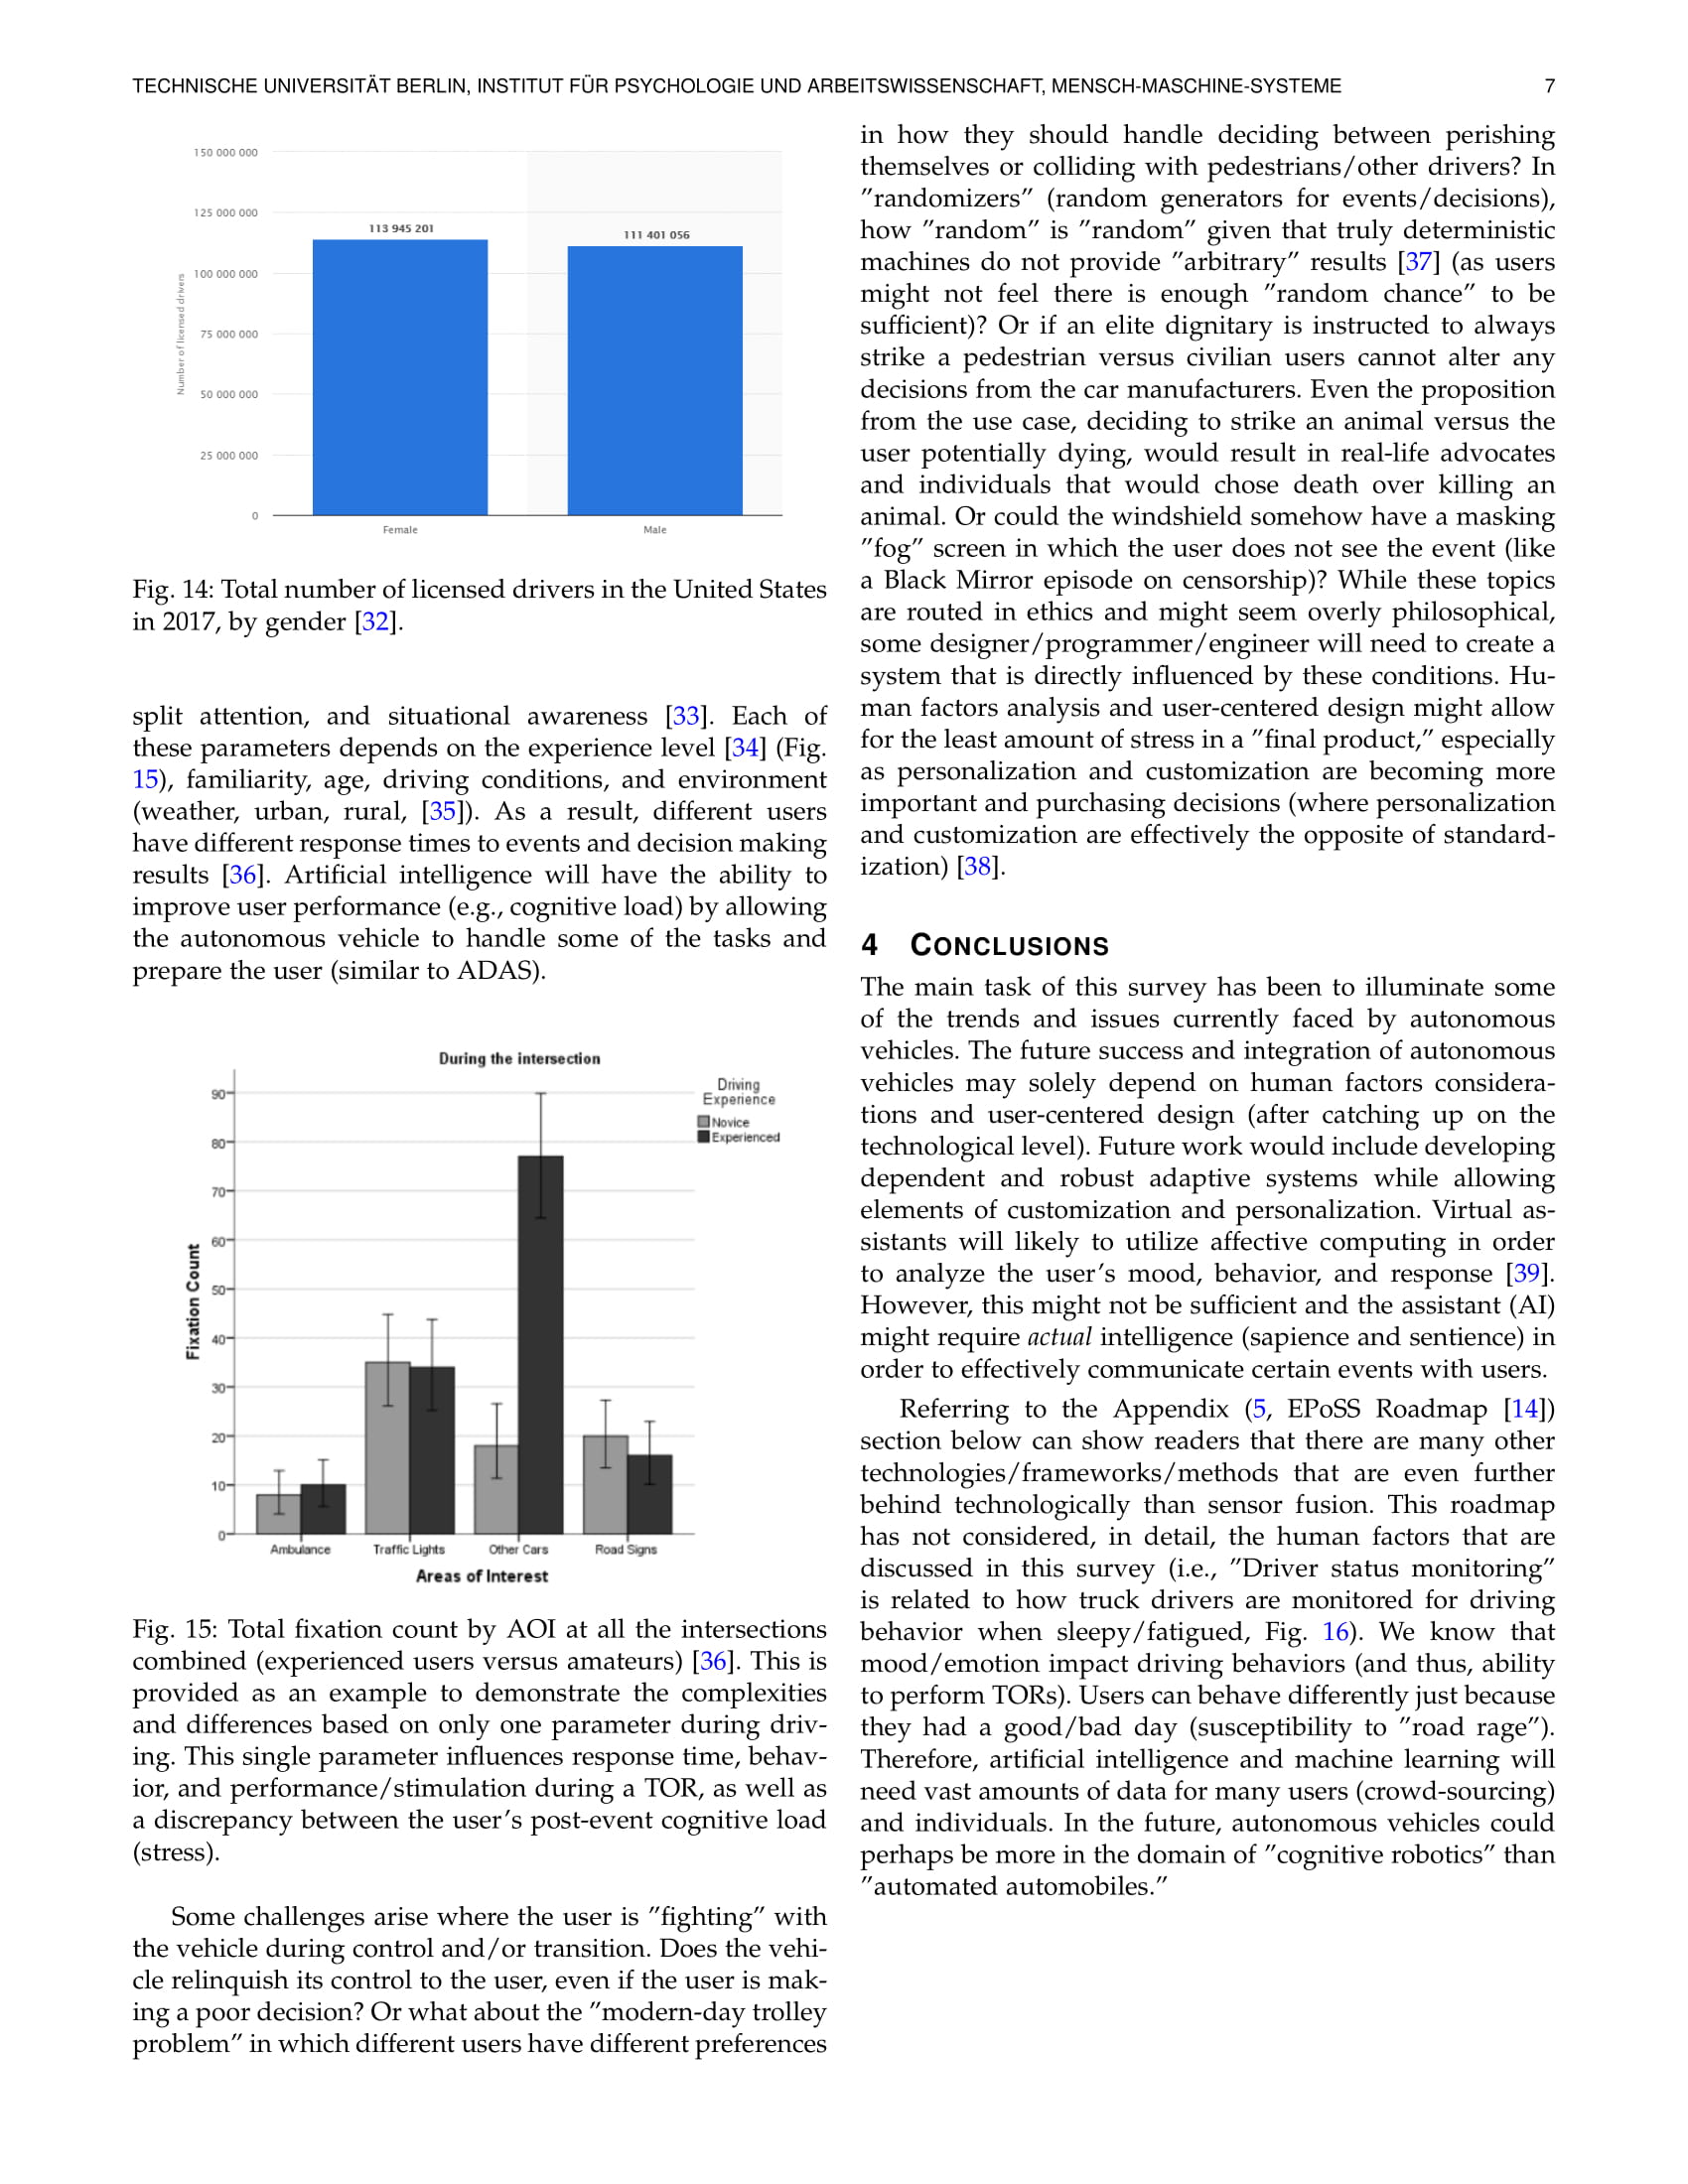 TECHNISCHE UNIVERSITÄT BERLIN, INSTITUT FÜR PSYCHOLOGIE UND ARBEITSWISSENSCHAFT, MENSCH-MASCHINE-SYSTEME 7
150 000 000
125 000 000
113 945 201
111 401 056
100 000 000
75 000 000
50 000 000
25 000 000
0
Number of licensed drivers
Female Male
Fig. 14: Total number of licensed drivers in the United States
in 2017, by gender [32].
split attention, and situational awareness [33]. Each of
these parameters depends on the experience level [34] (Fig.
15), familiarity, age, driving conditions, and environment
(weather, urban, rural, [35]). As a result, different users
have different response times to events and decision making
results [36]. Artificial intelligence will have the ability to
improve user performance (e.g., cognitive load) by allowing
the autonomous vehicle to handle some of the tasks and
prepare the user (similar to ADAS).
During the intersection
Driving
Experience
Novice
Experienced
90
80
70
60
50
40
30
20
10
0
Fixation Count
Ambulance Traffic Lights Other Cars Road Signs
Areas of Interest
Fig. 15: Total fixation count by AOI at all the intersections
combined (experienced users versus amateurs) [36]. This is
provided as an example to demonstrate the complexities
and differences based on only one parameter during driv-
ing. This single parameter influences response time, behav-
ior, and performance/stimulation during a TOR, as well as
a discrepancy between the user's post-event cognitive load
(stress).
Some challenges arise where the user is "fighting" with
the vehicle during control and/or transition. Does the vehi-
cle relinquish its control to the user, even if the user is mak-
ing a poor decision? Or what about the "modern-day trolley
problem" in which different users have different preferences
in how they should handle deciding between perishing
themselves or colliding with pedestrians/other drivers? In
"randomizers" (random generators for events/decisions),
how "random" is "random" given that truly deterministic
machines do not provide "arbitrary" results [37] (as users
might not feel there is enough "random chance" to be
sufficient)? Or if an elite dignitary is instructed to always
strike a pedestrian versus civilian users cannot alter any
decisions from the car manufacturers. Even the proposition
from the use case, deciding to strike an animal versus the
user potentially dying, would result in real-life advocates
and individuals that would chose death over killing an
animal. Or could the windshield somehow have a masking
"fog" screen in which the user does not see the event (like
a Black Mirror episode on censorship)? While these topics
are routed in ethics and might seem overly philosophical,
some designer/programmer/engineer will need to create a
system that is directly influenced by these conditions. Hu-
man factors analysis and user-centered design might allow
for the least amount of stress in a "final product," especially
as personalization and customization are becoming more
important and purchasing decisions (where personalization
and customization are effectively the opposite of standard-
ization) [38].
4 CONCLUSIONS
The main task of this survey has been to illuminate some
of the trends and issues currently faced by autonomous
vehicles. The future success and integration of autonomous
vehicles may solely depend on human factors considera-
tions and user-centered design (after catching up on the
technological level). Future work would include developing
dependent and robust adaptive systems while allowing
elements of customization and personalization. Virtual as-
sistants will likely to utilize affective computing in order
to analyze the user's mood, behavior, and response [39].
However, this might not be sufficient and the assistant (AI)
might require actual intelligence (sapience and sentience) in
order to effectively communicate certain events with users.
Referring to the Appendix (5, EPoSS Roadmap [14])
section below can show readers that there are many other
technologies/frameworks/methods that are even further
behind technologically than sensor fusion. This roadmap
has not considered, in detail, the human factors that are
discussed in this survey (i.e., "Driver status monitoring"
is related to how truck drivers are monitored for driving
behavior when sleepy/fatigued, Fig. 16). We know that
mood/emotion impact driving behaviors (and thus, ability
to perform TORs). Users can behave differently just because
they had a good/bad day (susceptibility to "road rage").
Therefore, artificial intelligence and machine learning will
need vast amounts of data for many users (crowd-sourcing)
and individuals. In the future, autonomous vehicles could
perhaps be more in the domain of "cognitive robotics" than
"automated automobiles."